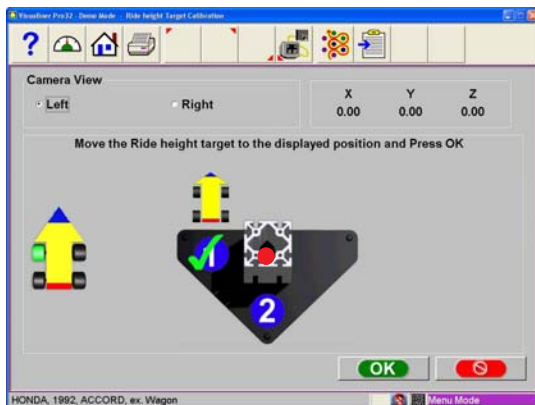 Visualiner Pro32 - Demo Mode - Ride height Target Calibration
?
Camera View
Left
Right
X Y Z
0.00 0.00 0.00
Move the Ride height target to the displayed position and Press OK
1
2
OK
HONDA, 1992, ACCORD, ex. Wagon
Menu Mode